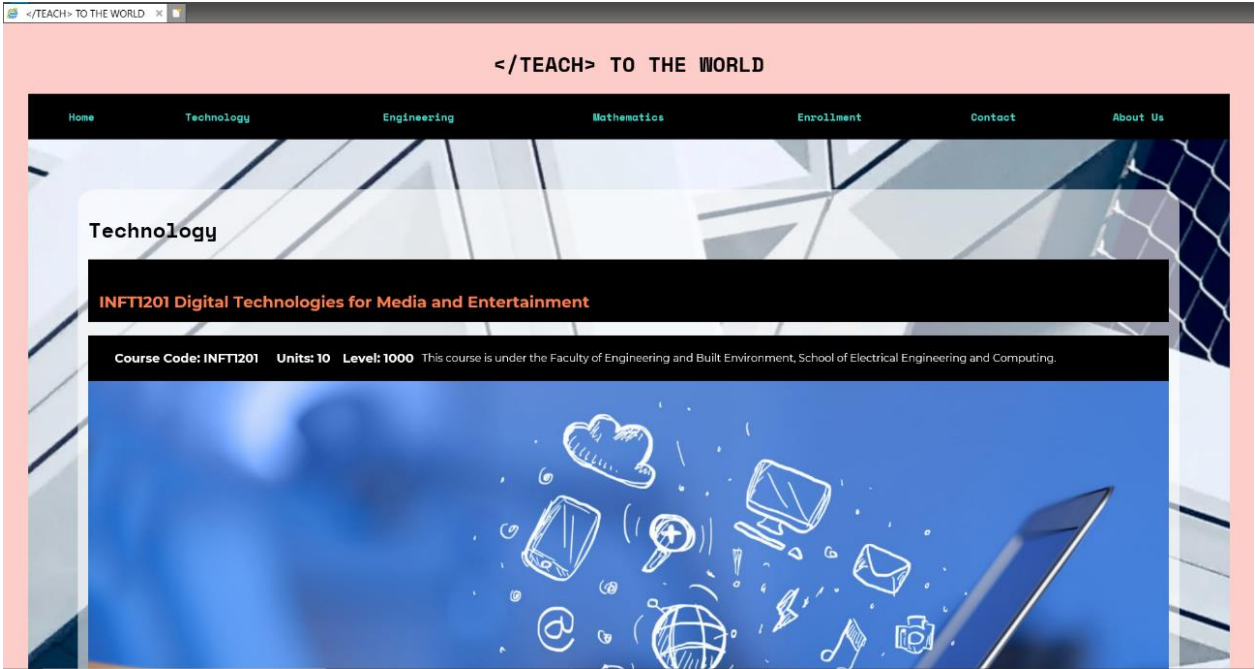 </TEACH> TO THE WORLD
</TEACH> TO THE WORLD
Home Technology Engineering Mathematics Enrollment Contact About Us
Technology
INFT1201 Digital Technologies for Media and Entertainment
Course Code: INFT1201 Units: 10 Level: 1000 This course is under the Faculty of Engineering and Built Environment, School of Electrical Engineering and Computing.
@